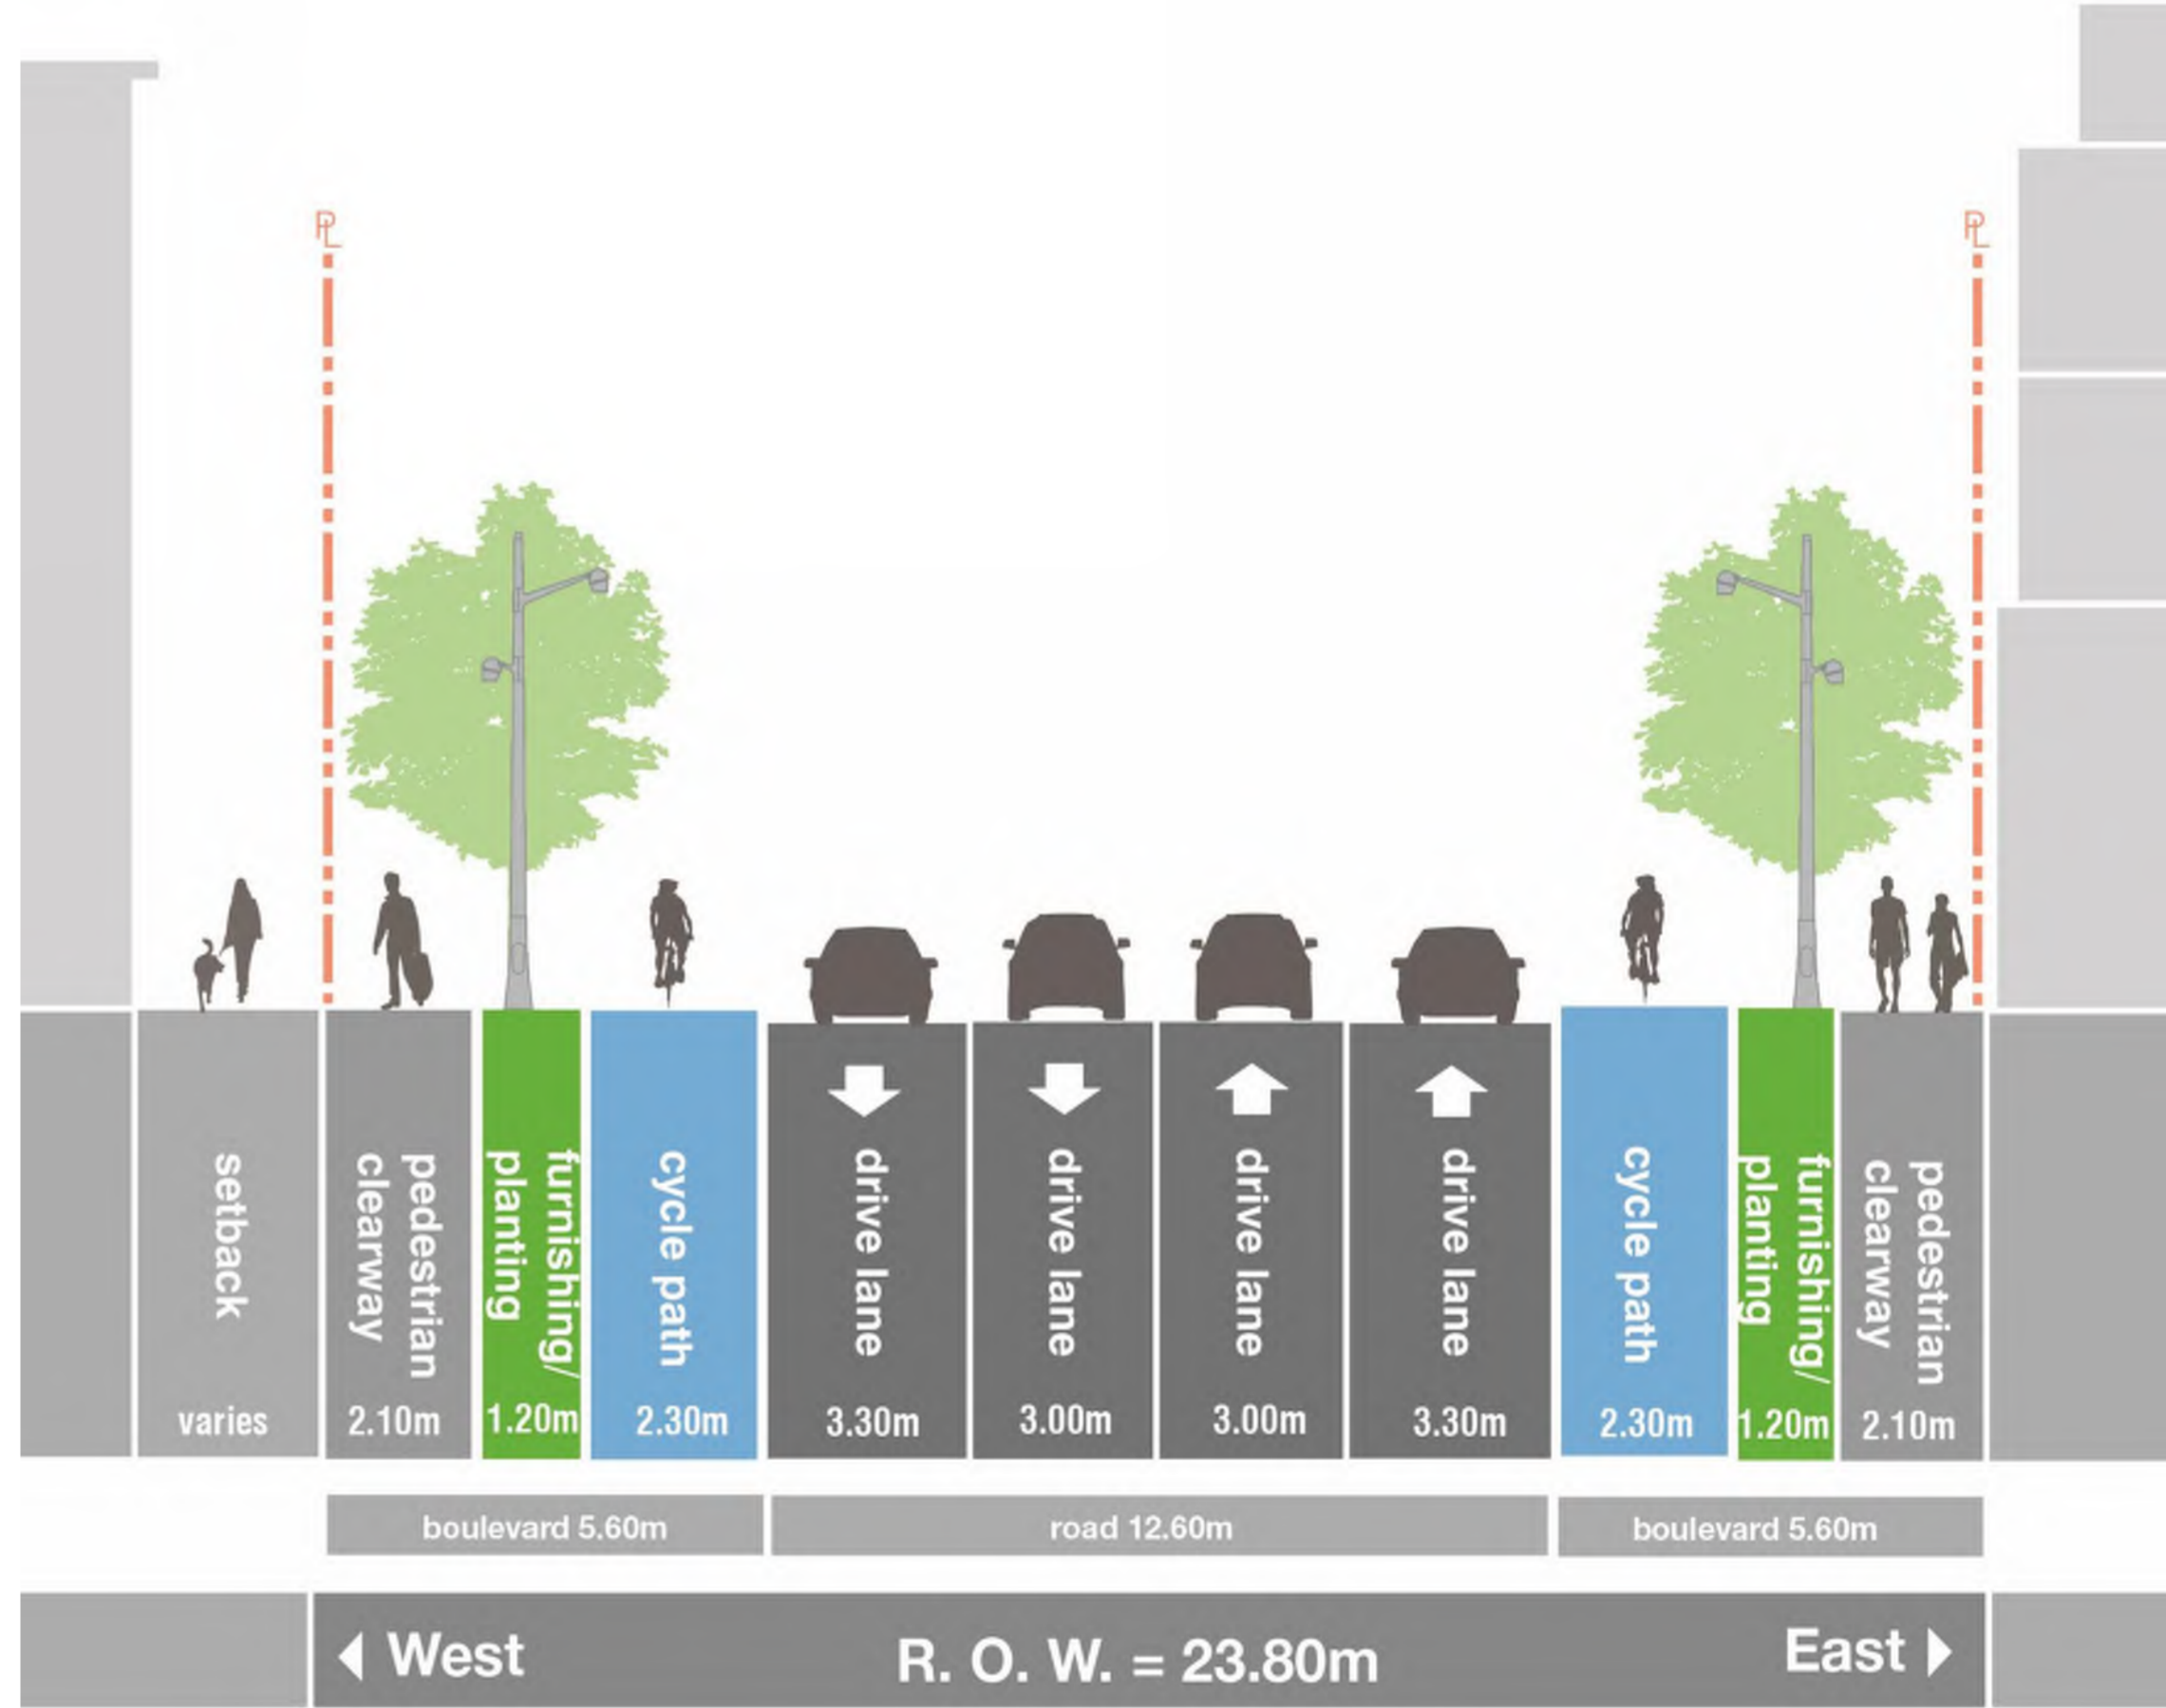 PL
PL
setback
varies
pedestrian
clearway
2.10m
furnishing/
planting
1.20m
cycle path
2.30m
drive lane
3.30m
drive lane
3.00m
drive lane
3.00m
drive lane
3.30m
cycle path
2.30m
furnishing/
planting
1.20m
pedestrian
clearway
2.10m
boulevard 5.60m
road 12.60m
boulevard 5.60m
West
R. O. W. = 23.80m
East